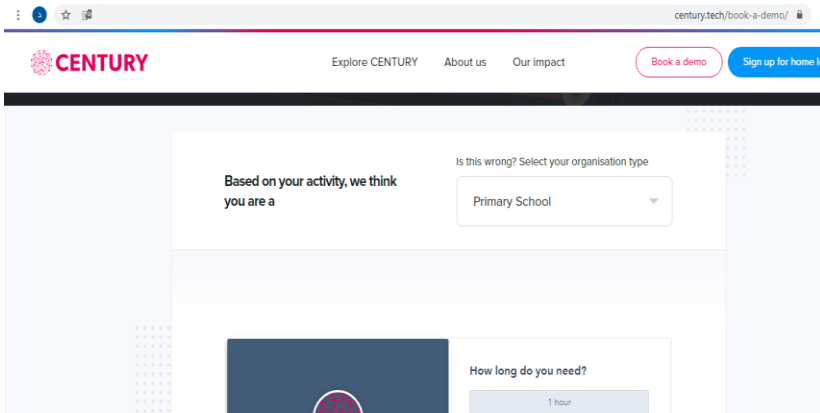 century.tech/book-a-demo/
CENTURY
Explore CENTURY
About us
Our impact
Book a demo
Sign up for home
Is this wrong? Select your organisation type
Based on your activity, we think
you are a
Primary School
How long do you need?
1 hour